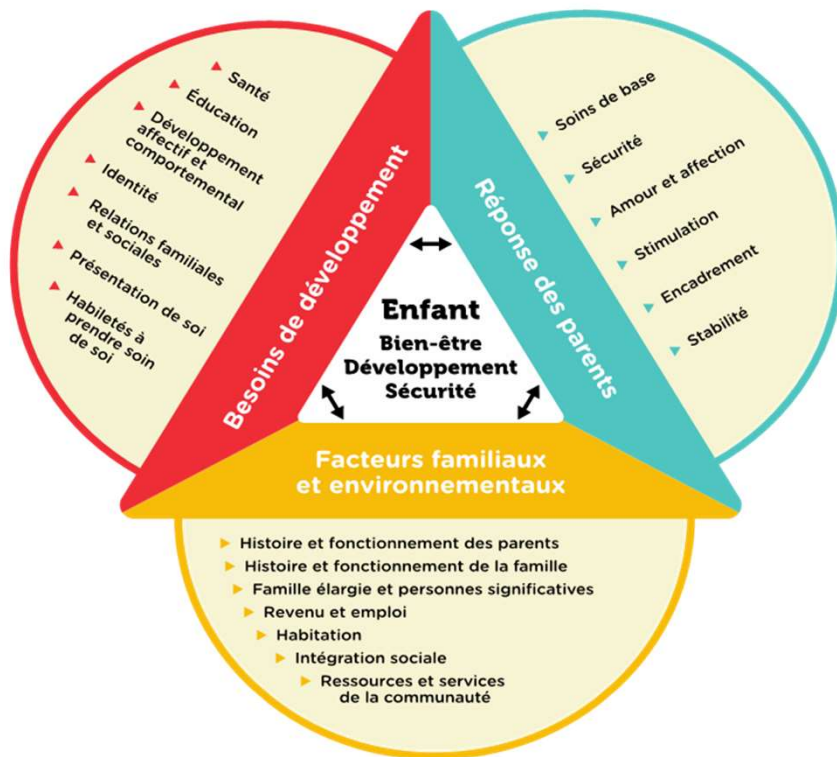 Santé
Éducation
Développement
affectif et
comportemental
Identité
Relations familiales
et sociales
Présentation de soi
Habiletés à
prendre soin
de soi
Besoins de développement
Réponse des parents
Soins de base
Sécurité
Amour et affection
Stimulation
Encadrement
Stabilité
Enfant
Bien-être
Développement
Sécurité
Facteurs familiaux
et environnementaux
Histoire et fonctionnement des parents
Histoire et fonctionnement de la famille
Famille élargie et personnes significatives
Revenu et emploi
Habitation
Intégration sociale
Ressources et services
de la communauté